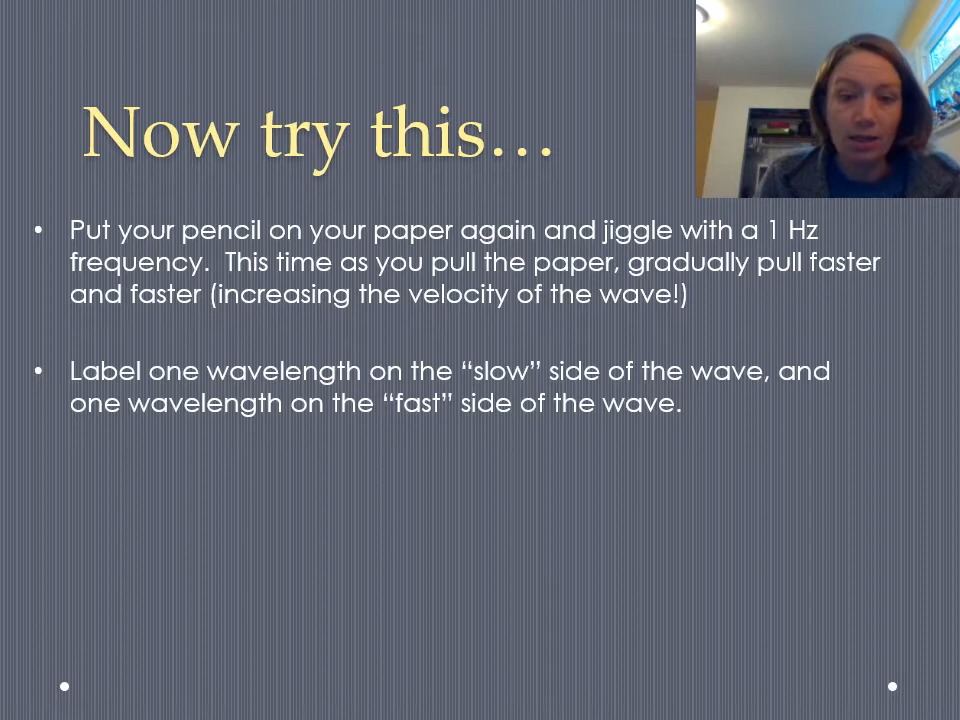 Now try this…
• Put your pencil on your paper again and jiggle with a 1 Hz
frequency.  This time as you pull the paper, gradually pull faster
and faster (increasing the velocity of the wave!)
• Label one wavelength on the “slow” side of the wave, and
one wavelength on the “fast” side of the wave.